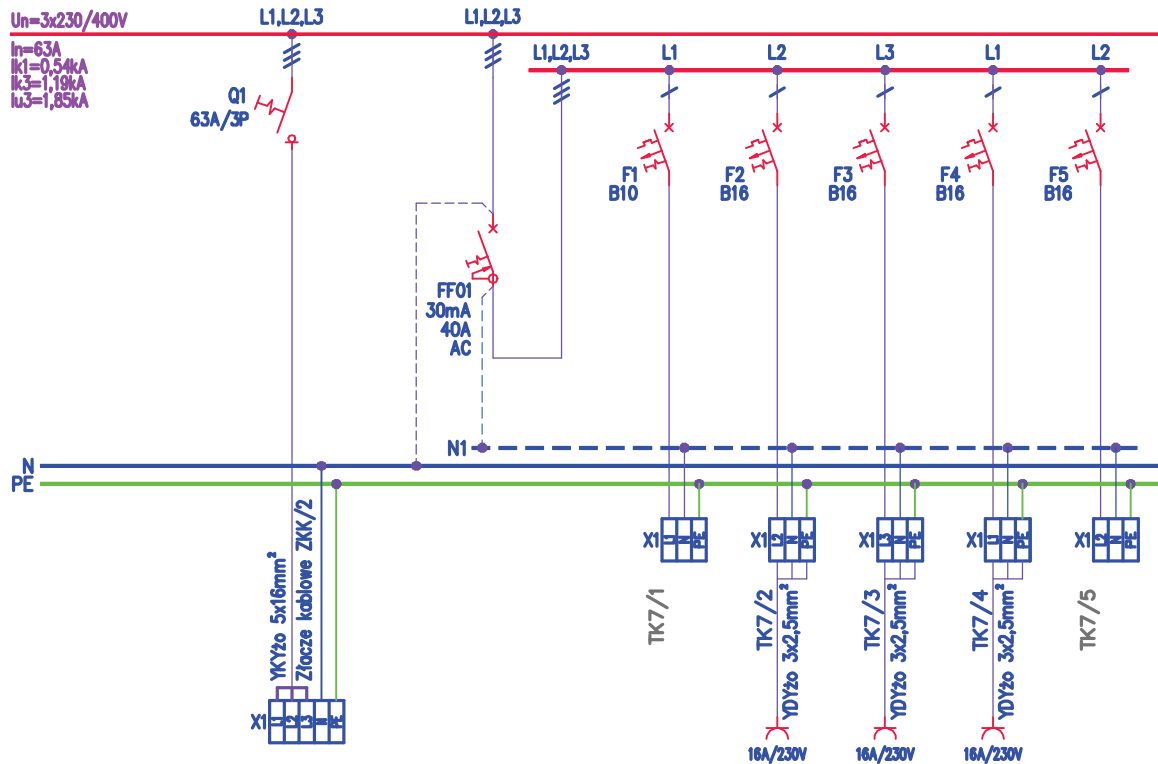 Un=3x230/400V
In=63A
Ik1=0,54kA
Ik3=1,19kA
Iu3=1,85kA
L1,L2,L3
L1,L2,L3
L1,L2,L3
L1
L2
L3
L1
L2
Q1
63A/3P
F1
B10
F2
B16
F3
B16
F4
B16
F5
B16
FF01
30mA
40A
AC
N1
N
PE
YKYżo 5x16mm²
Złącze kablowe ZKK/2
X1
L1
L2
L3
N
PE
X1
L1
N
PE
X1
L2
N
PE
X1
L3
N
PE
X1
L1
N
PE
X1
L2
N
PE
TK7/1
TK7/2
YDYżo 3x2,5mm²
TK7/3
YDYżo 3x2,5mm²
TK7/4
YDYżo 3x2,5mm²
TK7/5
16A/230V
16A/230V
16A/230V